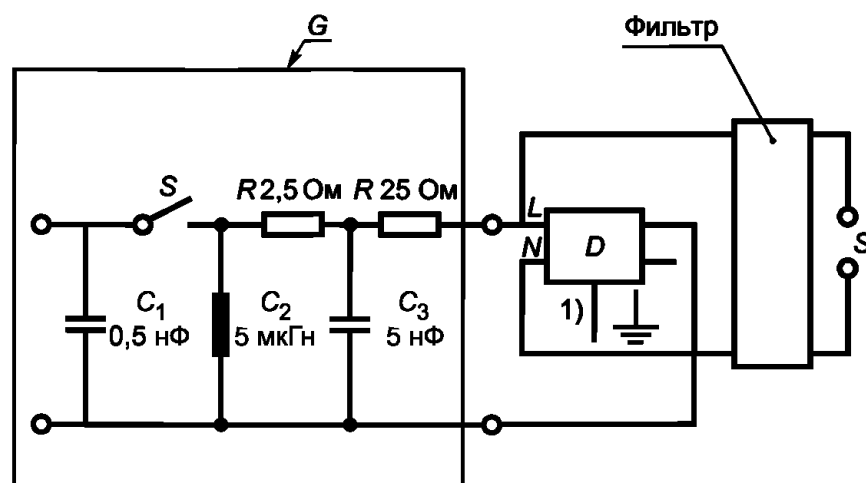 G
Фильтр
S
R 2,5 Ом
R 25 Ом
L
N
D
S
1)
C1
0,5 нФ
C2
5 мкГн
C3
5 нФ